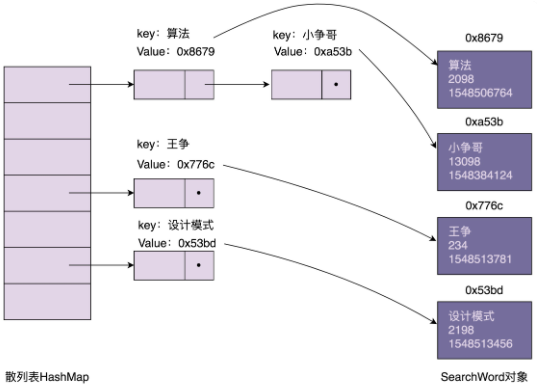 key：算法
Value：0x8679
key：小争哥
Value：0xa53b
0x8679
算法
2098
1548506764
0xa53b
小争哥
13098
1548384124
key：王争
Value：0x776c
0x776c
王争
234
1548513781
key：设计模式
Value：0x53bd
0x53bd
设计模式
2198
1548513456
散列表HashMap
SearchWord对象